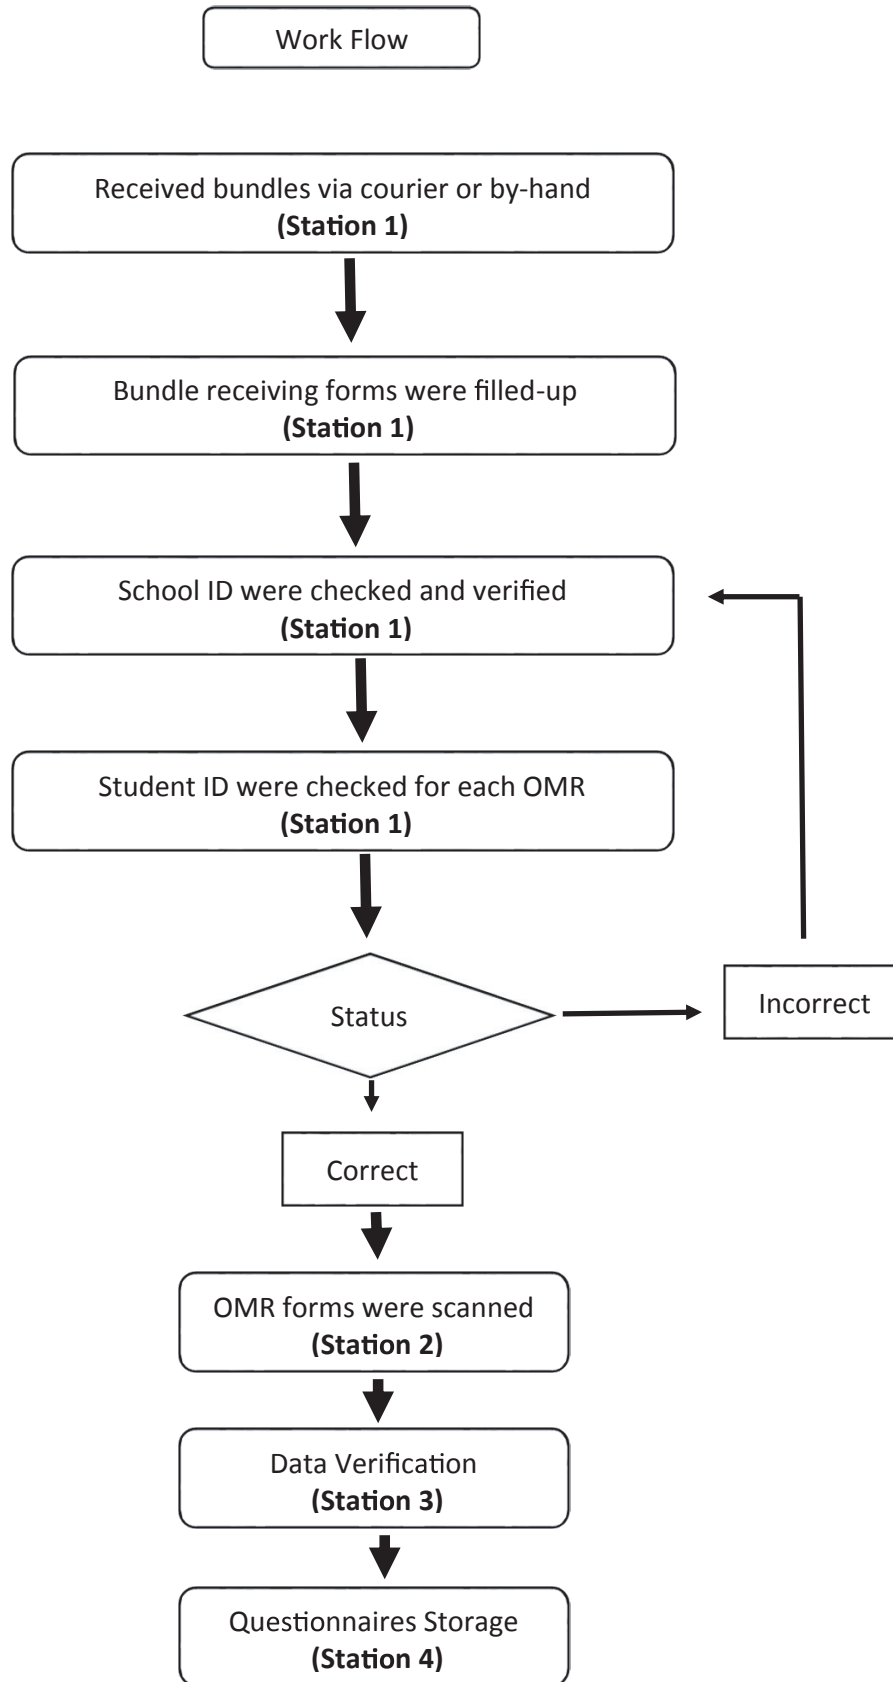 Work Flow
Received bundles via courier or by-hand
(Station 1)
Bundle receiving forms were filled-up
(Station 1)
School ID were checked and verified
(Station 1)
Student ID were checked for each OMR
(Station 1)
Status
Incorrect
Correct
OMR forms were scanned
(Station 2)
Data Verification
(Station 3)
Questionnaires Storage
(Station 4)